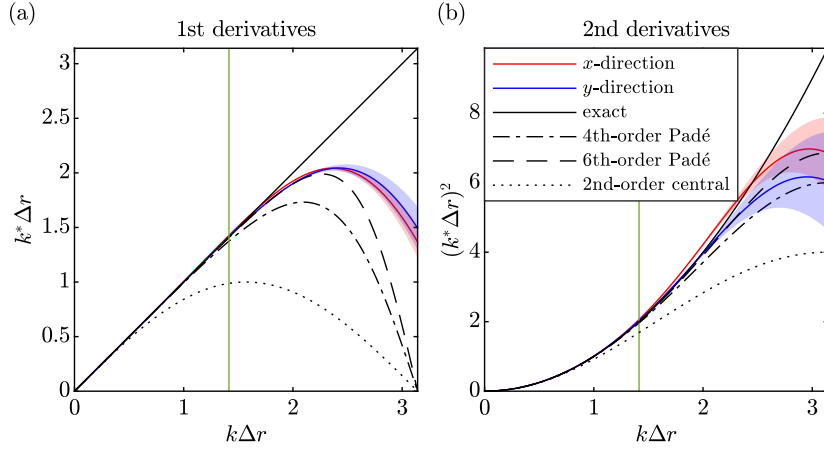 (a)
1st derivatives
3
2.5
2
1.5
1
0.5
0
0
1
2
3
k*Δr
kΔr
(b)
2nd derivatives
x-direction
y-direction
exact
4th-order Padé
6th-order Padé
2nd-order central
8
6
4
2
0
0
1
2
3
(k*Δr)²
kΔr